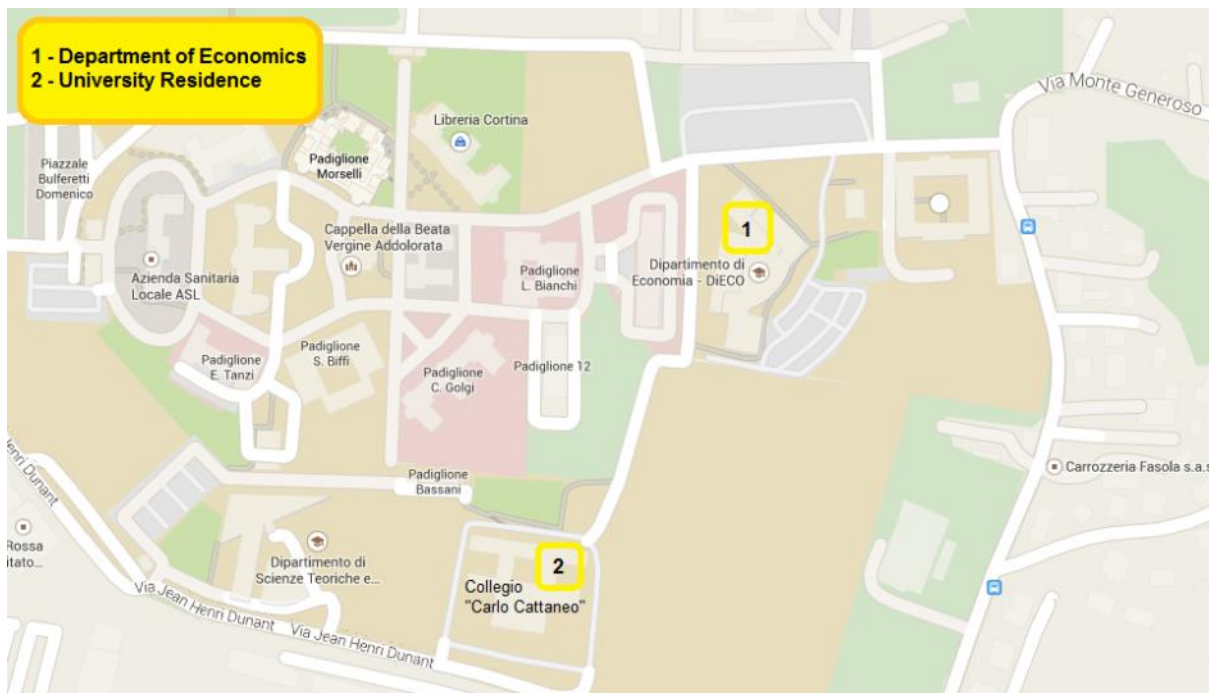 1 - Department of Economics
2 - University Residence
Via Monte Generoso
Libreria Cortina
Padiglione
Morselli
Piazzale
Bulferetti
Domenico
Cappella della Beata
Vergine Addolorata
1
Azienda Sanitaria
Locale ASL
Padiglione
L. Bianchi
Dipartimento di
Economia - DiECO
Padiglione
S. Biffi
Padiglione
E. Tanzi
Padiglione
C. Golgi
Padiglione 12
Henri Dunant
Padiglione
Bassani
Carrozzeria Fasola s.a.s
Rossa
itato...
Dipartimento di
Scienze Teoriche e...
2
Collegio
"Carlo Cattaneo"
Via Jean Henri Dunant
Via Jean Henri Dunant